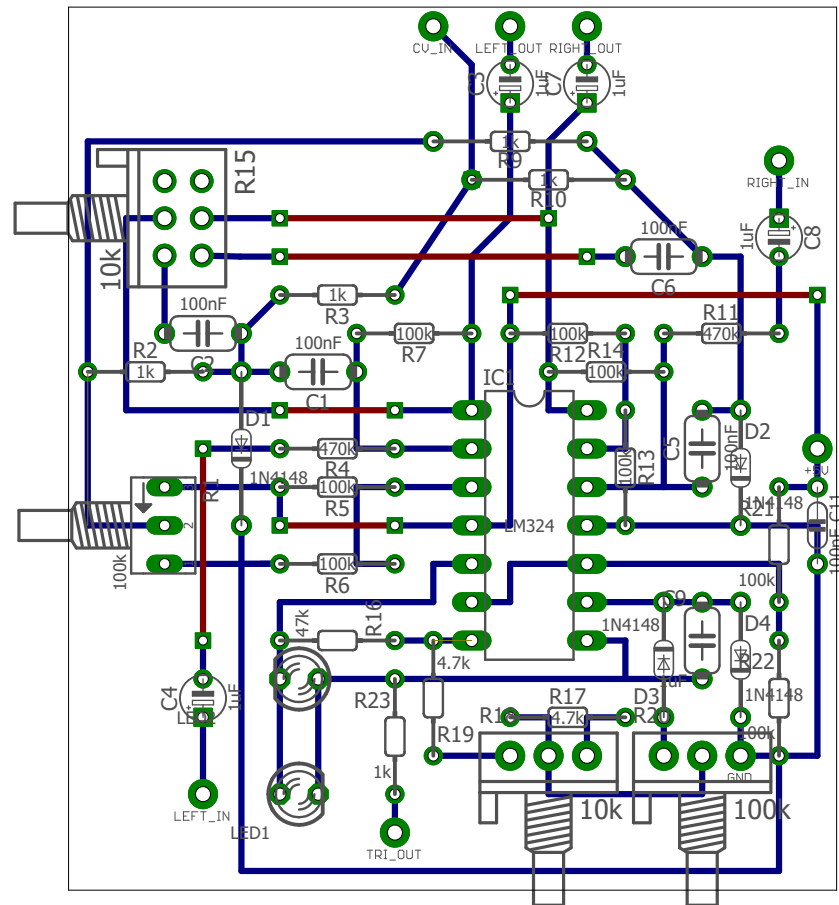 CV_IN
LEFT_OUT
RIGHT_OUT
C3
1uF
C7
1uF
1k
R9
R15
1k
R10
RIGHT_IN
1uF
C8
100nF
C6
10k
1k
R3
100nF
C2
100k
R7
100k
R12
R14
100k
R11
470k
R2
1k
100nF
C1
IC1
D1
470k
R4
1N4148
100k
R13
C5
100nF
D2
+9V
R1
100k
R5
2
LM324
1N4148
R21
C11
100nF
100k
R6
100k
100k
47k
R16
1N4148
C9
D4
4.7k
1uF
R22
1N4148
C4
1uF
R23
R17
4.7k
D3
R19
100k
1k
GND
10k
100k
LEFT_IN
LED1
TRI_OUT